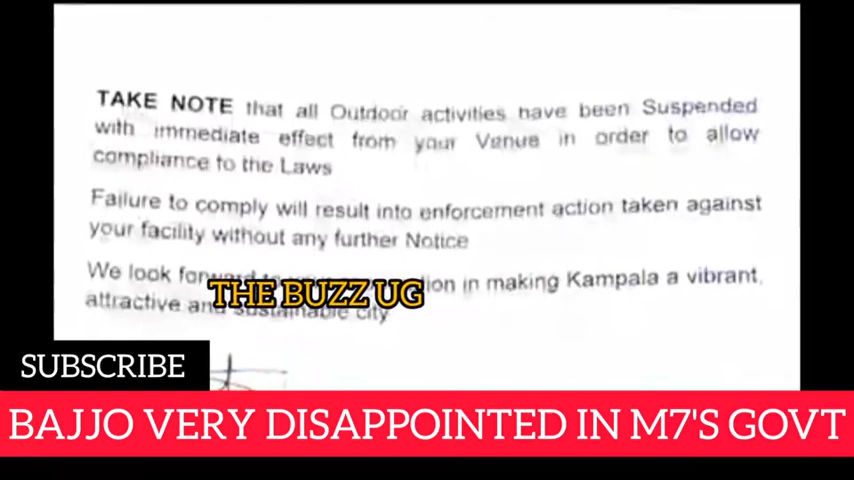 TAKE NOTE that all Outdoor activities have been Suspended
with immediate effect from your Venue in order to allow
compliance to the Laws
Failure to comply will result into enforcement action taken against
your facility without any further Notice
We look forward to ion in making Kampala a vibrant,
attractive and sustainable city
THE BUZZ UG
SUBSCRIBE
BAJJO VERY DISAPPOINTED IN M7'S GOVT